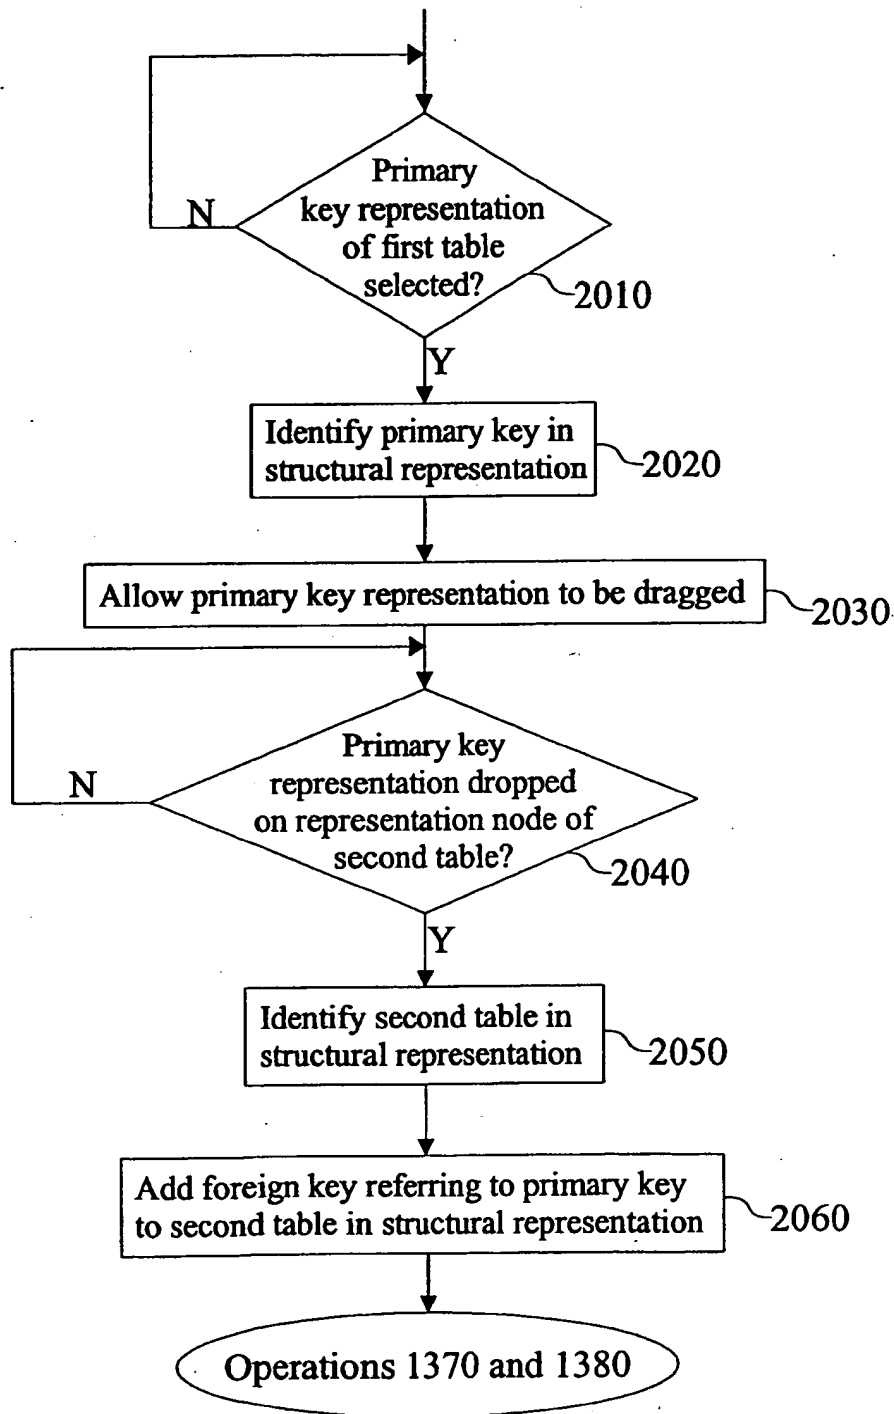 Primary
key representation
of first table
selected?
N
2010
Y
Identify primary key in
structural representation
2020
Allow primary key representation to be dragged
2030
Primary key
representation dropped
on representation node of
second table?
N
2040
Y
Identify second table in
structural representation
2050
Add foreign key referring to primary key
to second table in structural representation
2060
Operations 1370 and 1380